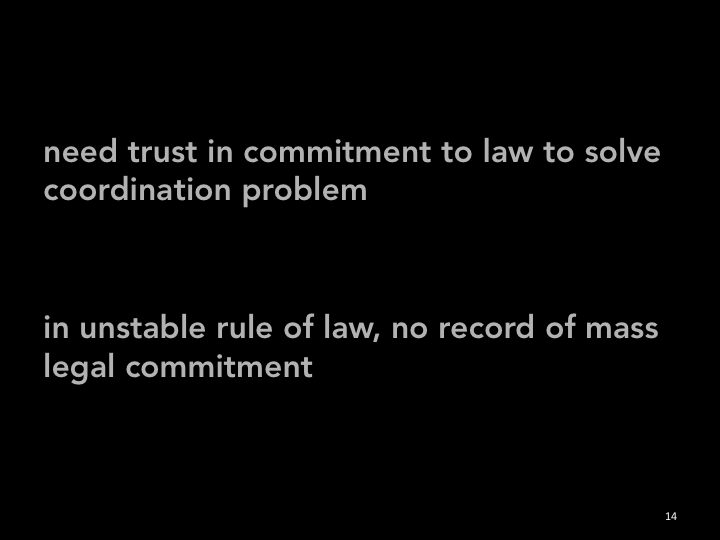 need trust in commitment to law to solve
coordination problem
in unstable rule of law, no record of mass
legal commitment
14